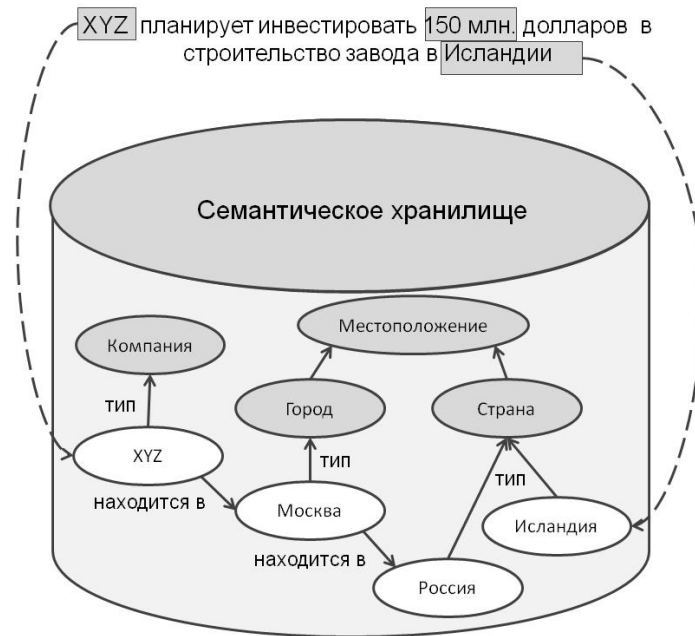 XYZ планирует инвестировать 150 млн. долларов в
строительство завода в Исландии
Семантическое хранилище
Местоположение
Компания
тип
Город
Страна
XYZ
тип
тип
находится в
Москва
Исландия
находится в
Россия